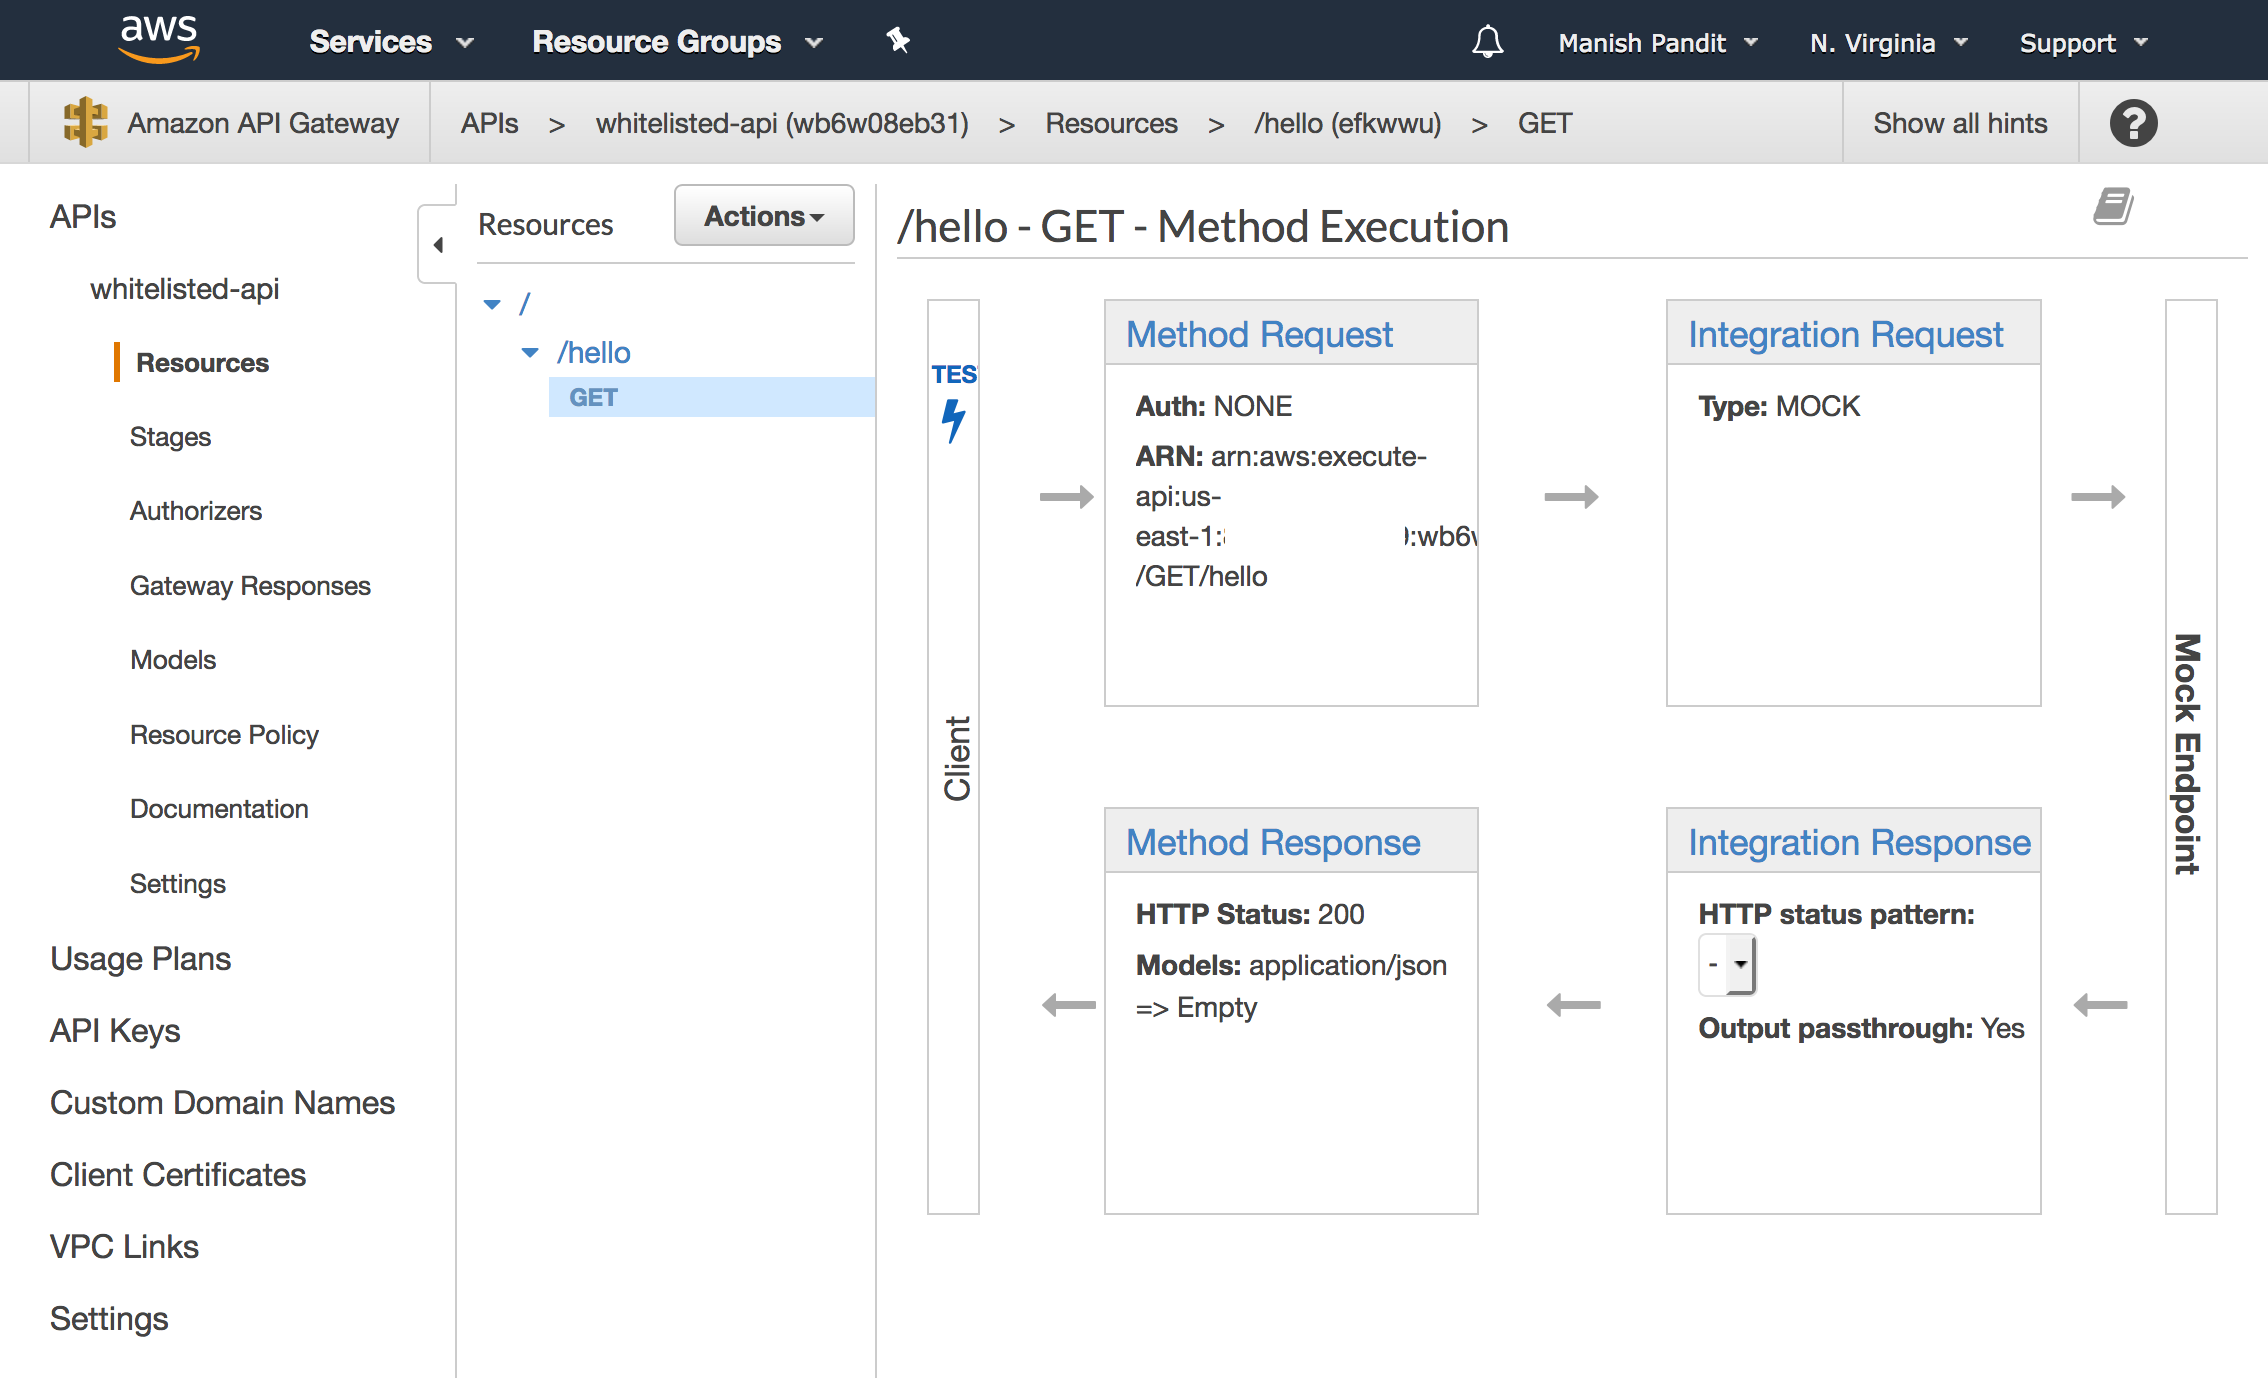 aws
Services
Resource Groups
Manish Pandit
N. Virginia
Support
Amazon API Gateway
APIs > whitelisted-api (wb6w08eb31) > Resources > /hello (efkwwu) > GET
Show all hints
?
APIs
whitelisted-api
Resources
Stages
Authorizers
Gateway Responses
Models
Resource Policy
Documentation
Settings
Usage Plans
API Keys
Custom Domain Names
Client Certificates
VPC Links
Settings
Resources
Actions
/
/hello
GET
/hello - GET - Method Execution
TES
Client
Method Request
Auth: NONE
ARN: arn:aws:execute-
api:us-
east-1: :wb6
/GET/hello
Integration Request
Type: MOCK
Mock Endpoint
Method Response
HTTP Status: 200
Models: application/json
=> Empty
Integration Response
HTTP status pattern:
-
Output passthrough: Yes